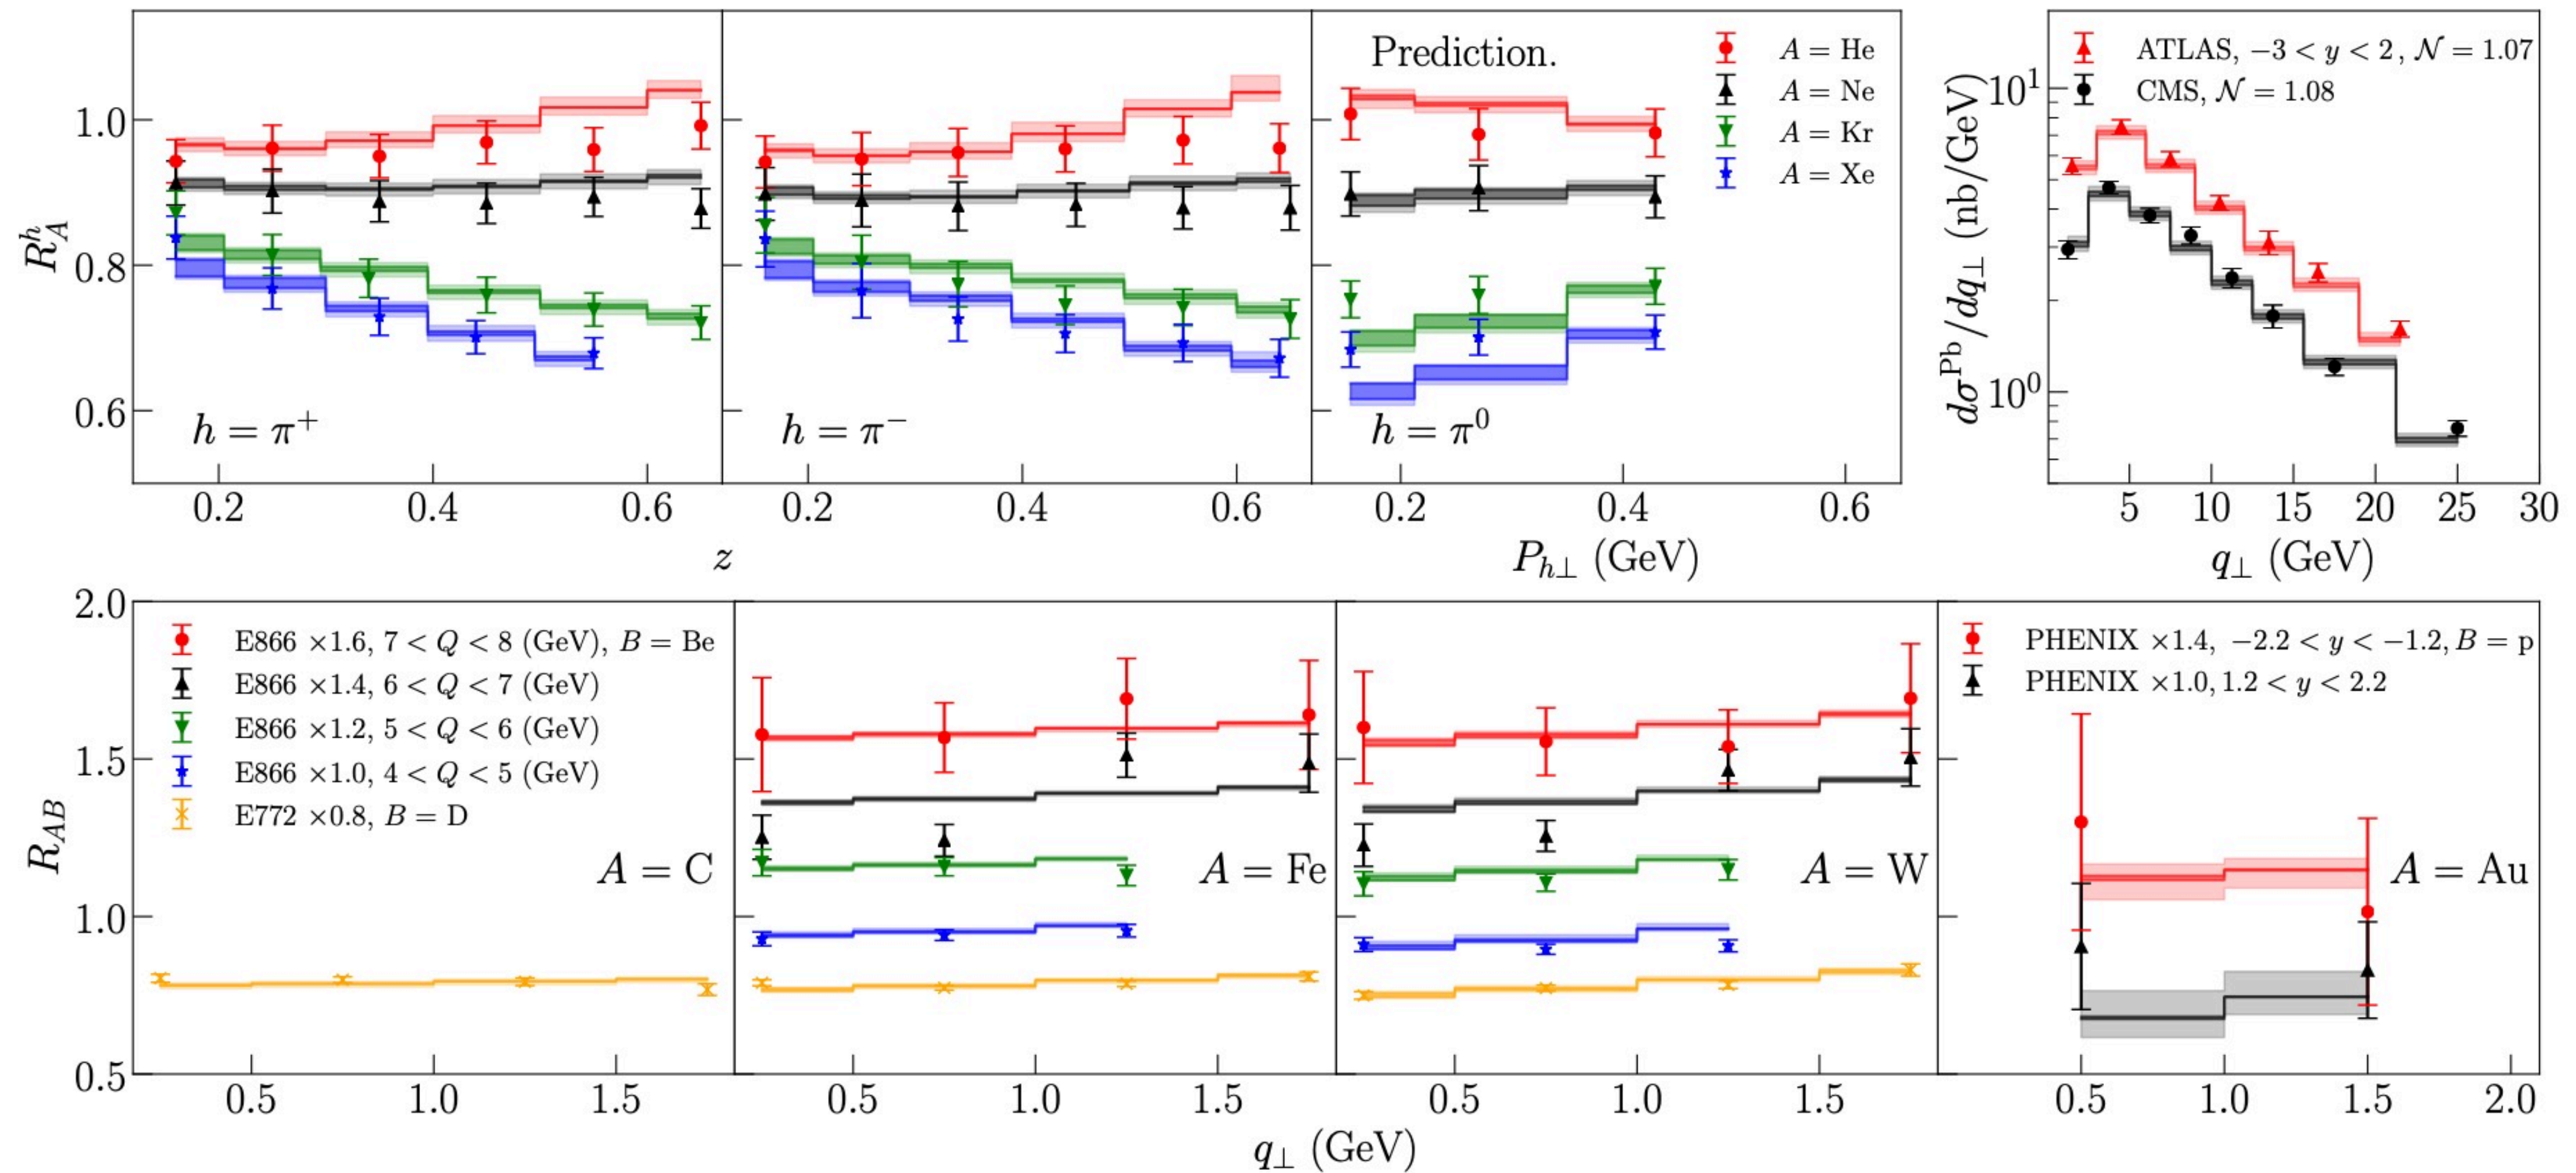 R_A^h
1.0
0.8
0.6
h = π⁺
h = π⁻
Prediction.
h = π⁰
A = He
A = Ne
A = Kr
A = Xe
0.2 0.4 0.6
0.2 0.4 0.6
0.2 0.4 0.6
z
P_{h⊥} (GeV)
dσ^{Pb}/dq_⊥ (nb/GeV)
10¹
10⁰
ATLAS, −3 < y < 2, 𝒩 = 1.07
CMS, 𝒩 = 1.08
5 10 15 20 25 30
q_⊥ (GeV)
R_{AB}
2.0
1.5
1.0
0.5
E866 ×1.6, 7 < Q < 8 (GeV), B = Be
E866 ×1.4, 6 < Q < 7 (GeV)
E866 ×1.2, 5 < Q < 6 (GeV)
E866 ×1.0, 4 < Q < 5 (GeV)
E772 ×0.8, B = D
A = C
A = Fe
A = W
PHENIX ×1.4, −2.2 < y < −1.2, B = p
PHENIX ×1.0, 1.2 < y < 2.2
A = Au
0.5 1.0 1.5
0.5 1.0 1.5
0.5 1.0 1.5
0.5 1.0 1.5 2.0
q_⊥ (GeV)